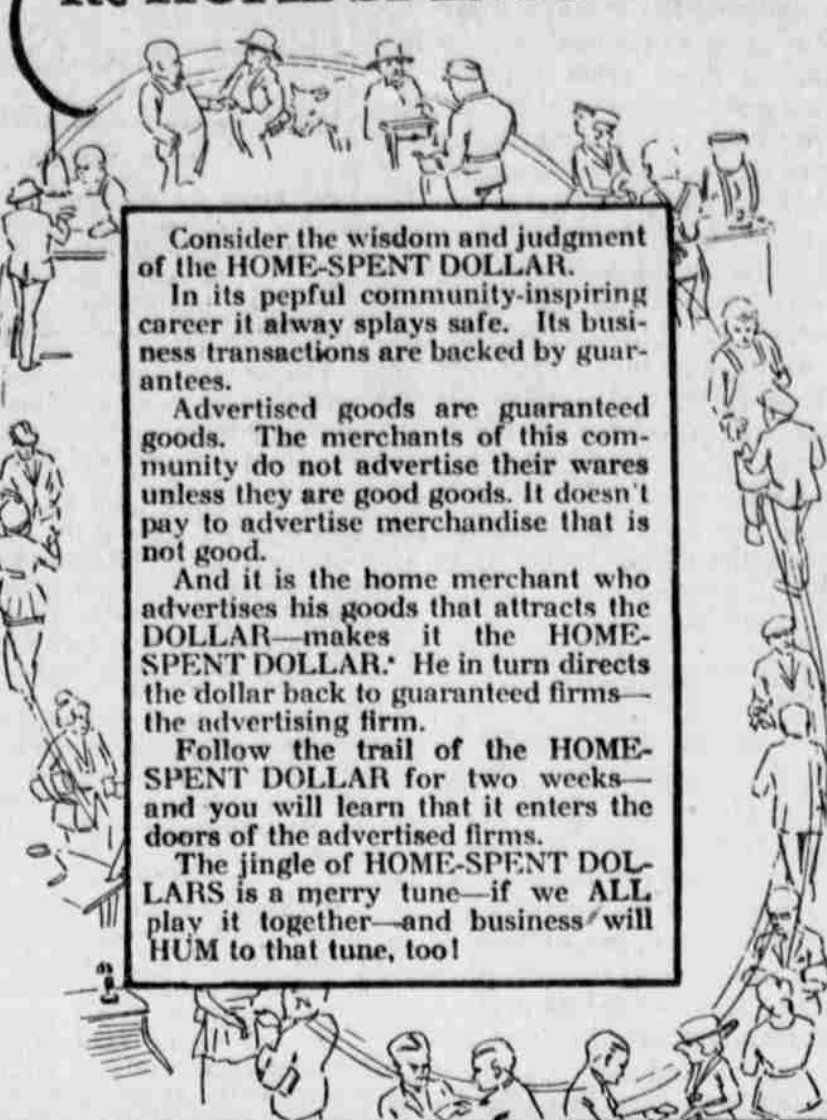 Consider the wisdom and judgment
of the HOME-SPENT DOLLAR.
In its pepful community-inspiring
career it alway splays safe. Its busi-
ness transactions are backed by guar-
antees.
Advertised goods are guaranteed
goods. The merchants of this com-
munity do not advertise their wares
unless they are good goods. It doesn't
pay to advertise merchandise that is
not good.
And it is the home merchant who
advertises his goods that attracts the
DOLLAR—makes it the HOME-
SPENT DOLLAR. He in turn directs
the dollar back to guaranteed firms—
the advertising firm.
Follow the trail of the HOME-
SPENT DOLLAR for two weeks—
and you will learn that it enters the
doors of the advertised firms.
The jingle of HOME-SPENT DOL-
LARS is a merry tune—if we ALL
play it together—and business will
HUM to that tune, too!